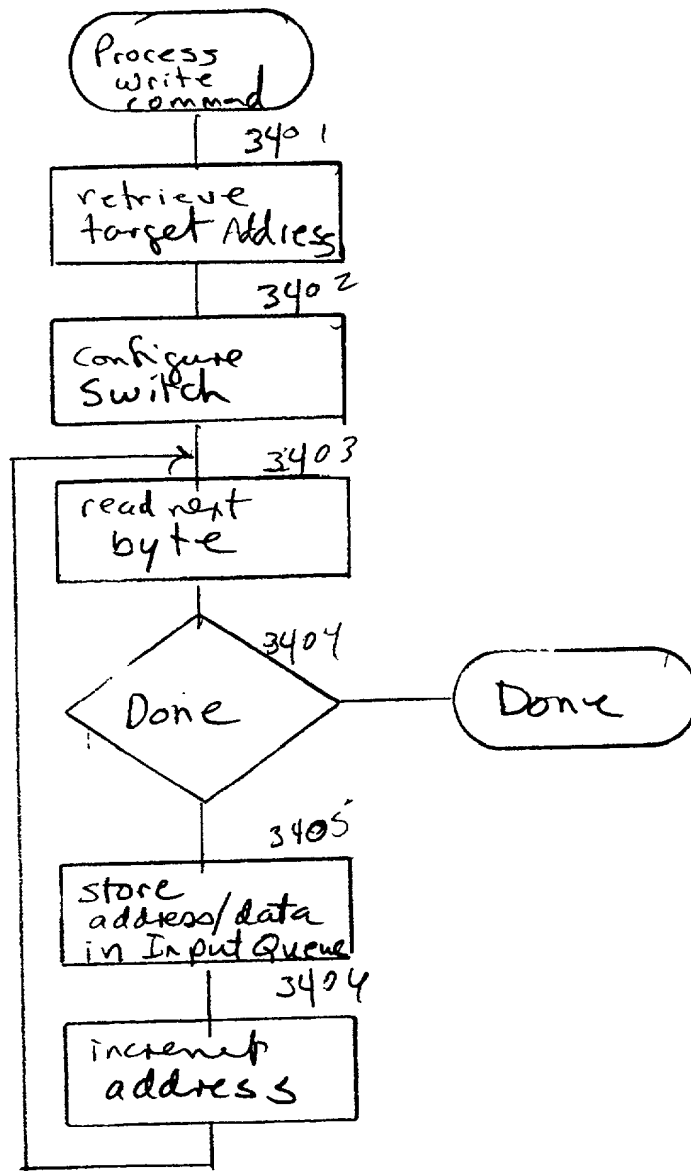 Process
write
command
3401
retrieve
target Address
3402
configure
Switch
3403
read next
byte
3404
Done
Done
3405
store
address/data
in Input Queue
3404
increment
address